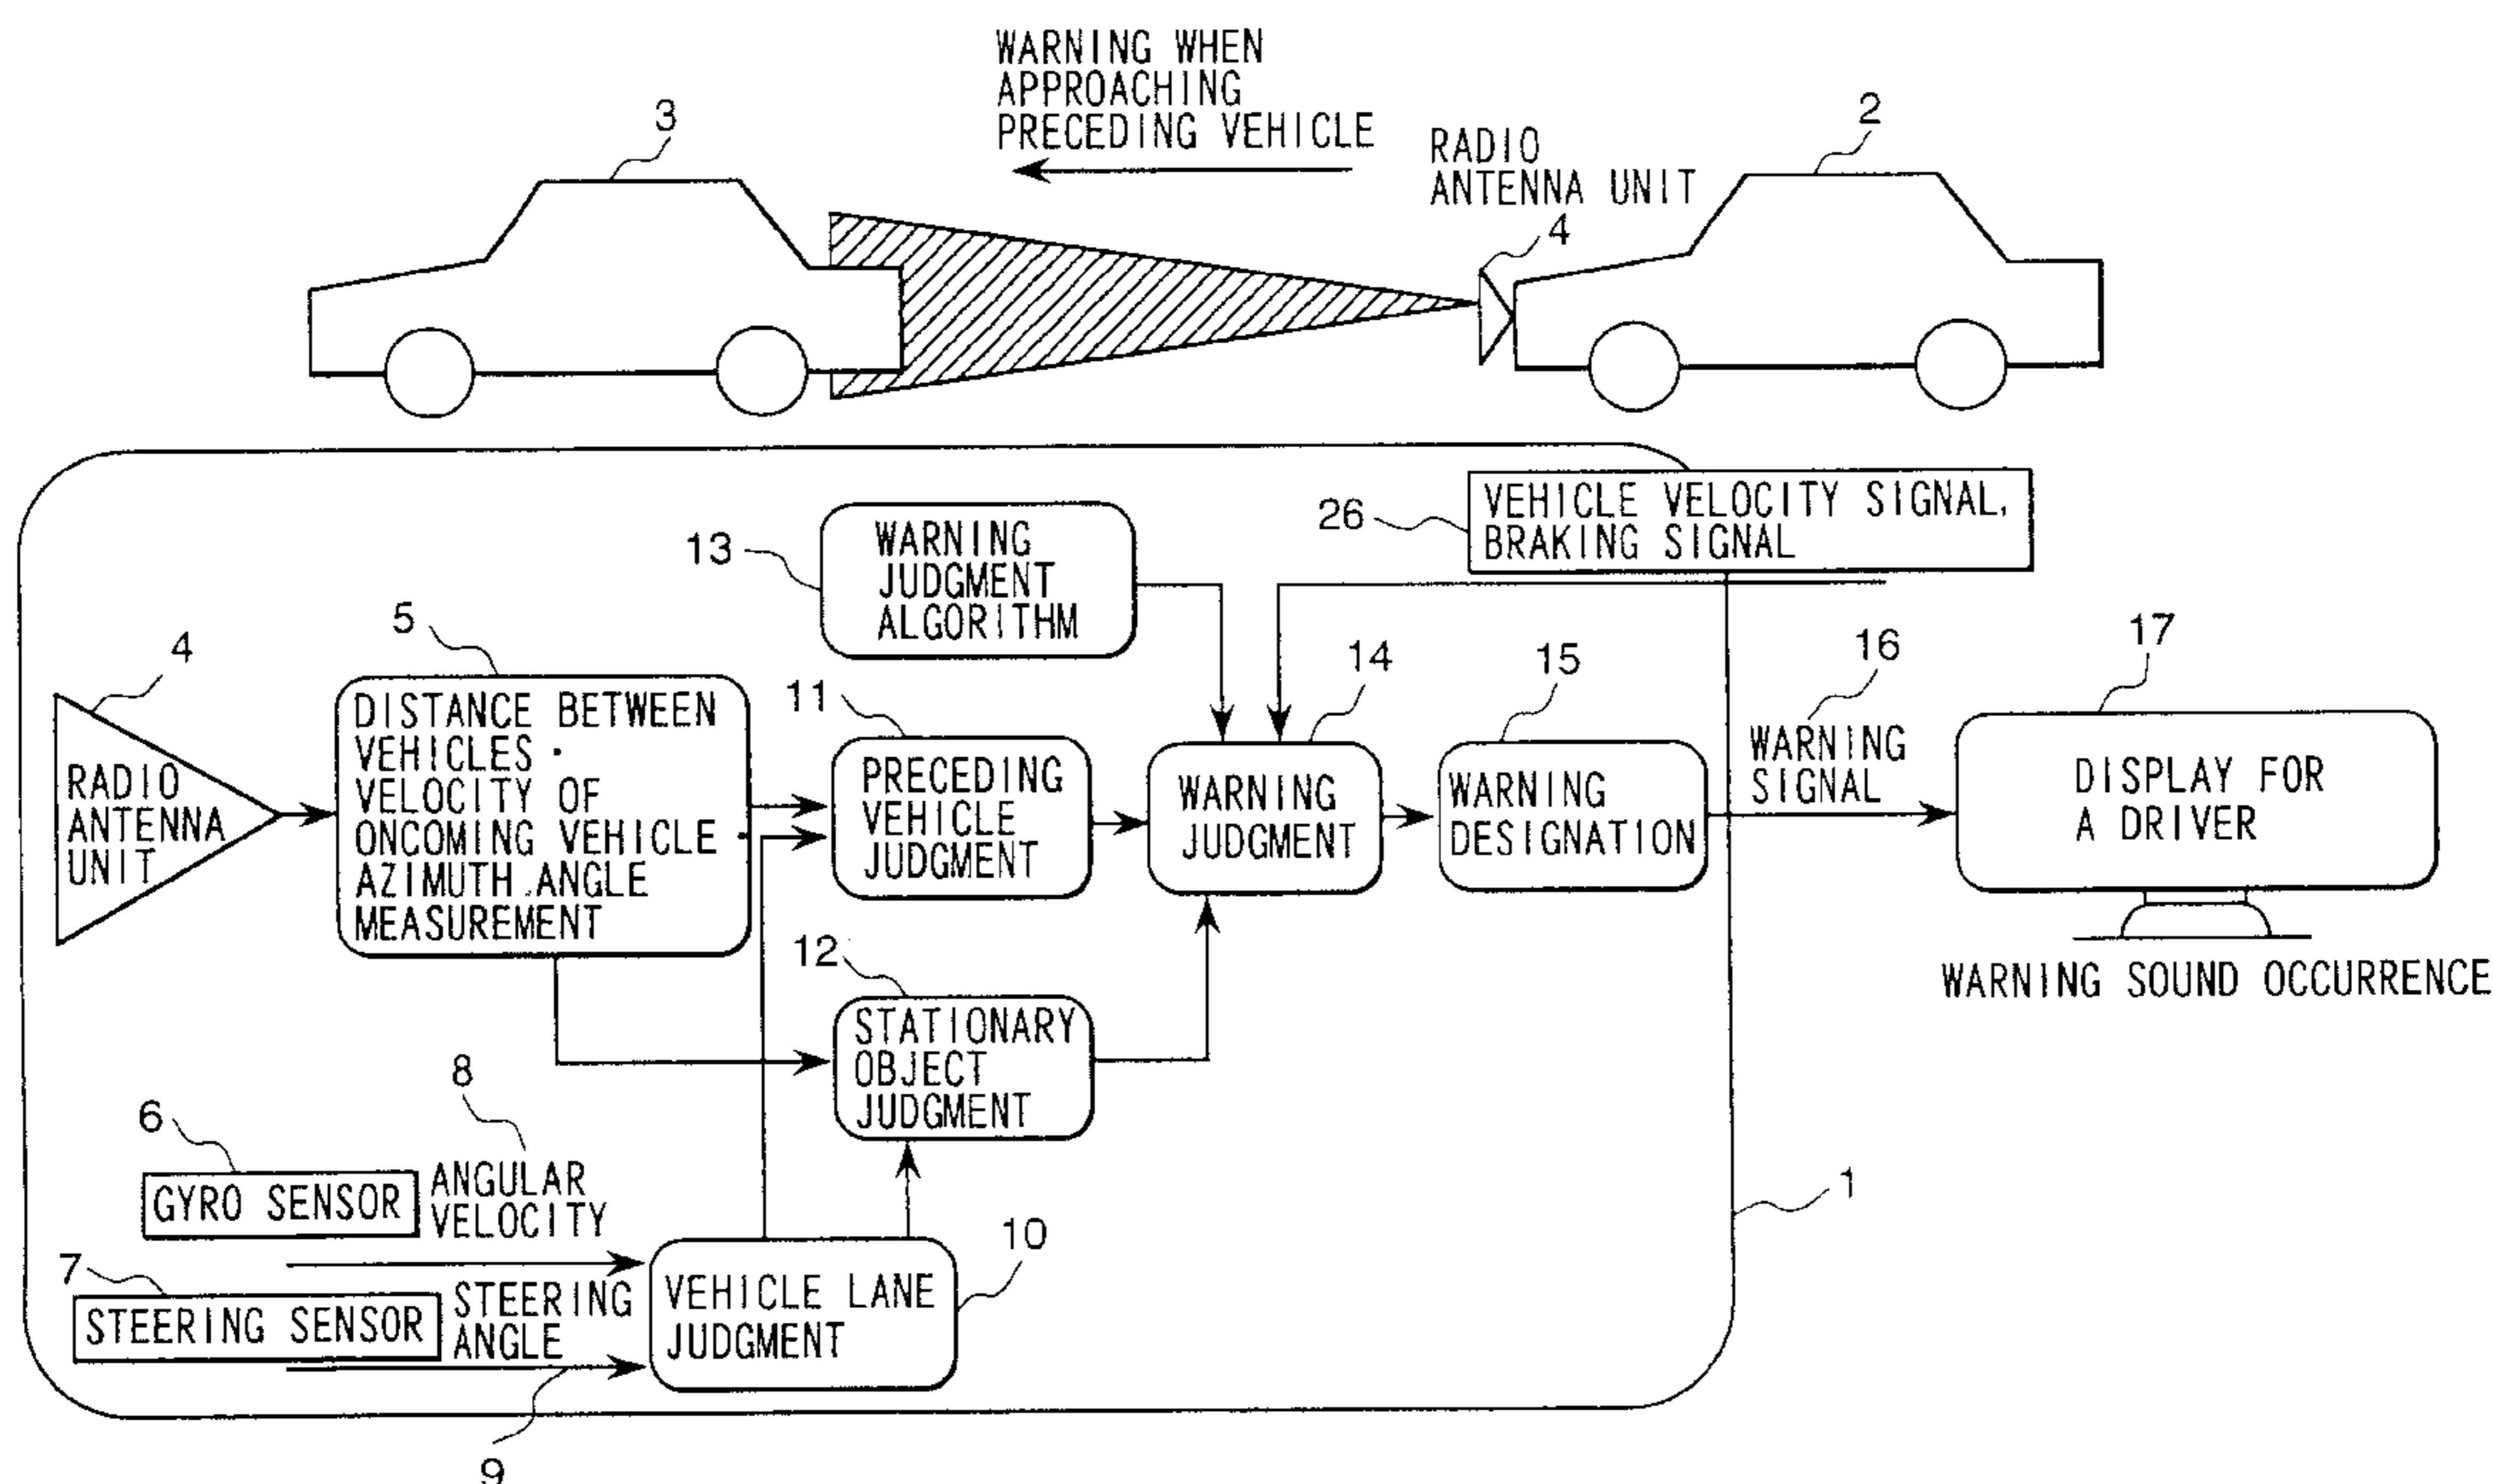 WARNING WHEN
APPROACHING
PRECEDING VEHICLE
3
2
RADIO
ANTENNA UNIT
4
26
VEHICLE VELOCITY SIGNAL,
BRAKING SIGNAL
13
WARNING
JUDGMENT
ALGORITHM
4
RADIO
ANTENNA
UNIT
5
DISTANCE BETWEEN
VEHICLES ·
VELOCITY OF
ONCOMING VEHICLE ·
AZIMUTH ANGLE
MEASUREMENT
11
PRECEDING
VEHICLE
JUDGMENT
14
WARNING
JUDGMENT
15
WARNING
DESIGNATION
16
WARNING
SIGNAL
17
DISPLAY FOR
A DRIVER
WARNING SOUND OCCURRENCE
12
STATIONARY
OBJECT
JUDGMENT
6
GYRO SENSOR
8
ANGULAR
VELOCITY
7
STEERING SENSOR
STEERING
ANGLE
9
10
VEHICLE LANE
JUDGMENT
1